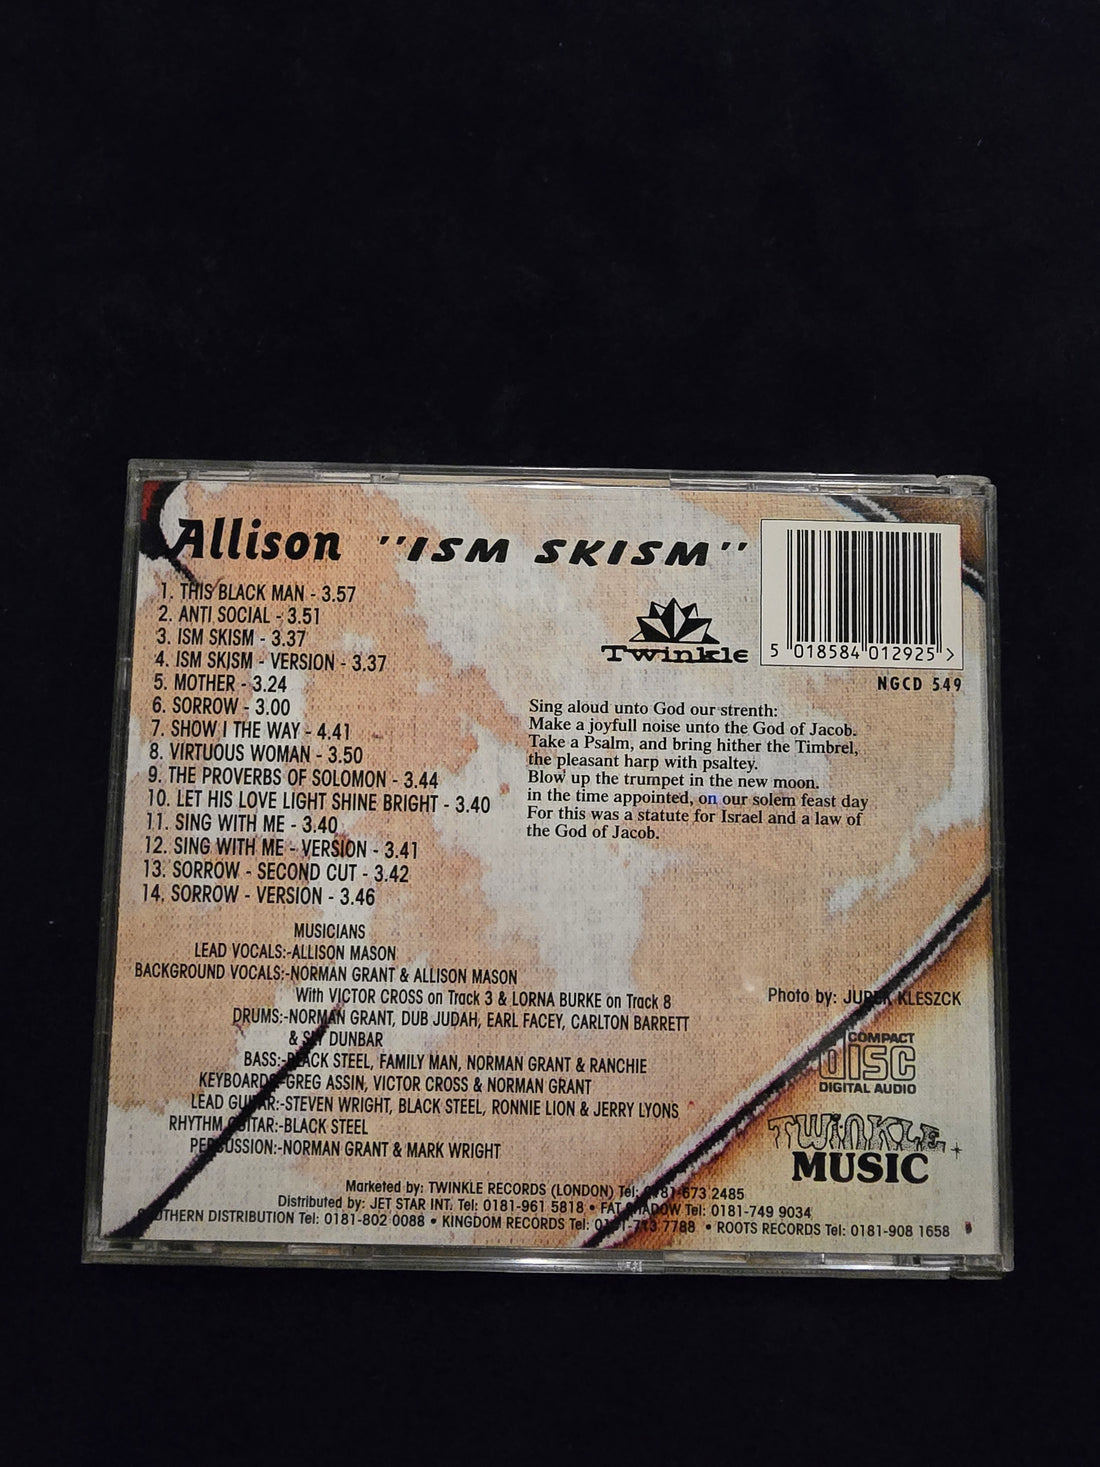 Allison "ISM SKISM"
1. THIS BLACK MAN - 3.57
2. ANTI SOCIAL - 3.51
3. ISM SKISM - 3.37
4. ISM SKISM - VERSION - 3.37
5. MOTHER - 3.24
6. SORROW - 3.00
7. SHOW I THE WAY - 4.41
8. VIRTUOUS WOMAN - 3.50
9. THE PROVERBS OF SOLOMON - 3.44
10. LET HIS LOVE LIGHT SHINE BRIGHT - 3.40
11. SING WITH ME - 3.40
12. SING WITH ME - VERSION - 3.41
13. SORROW - SECOND CUT - 3.42
14. SORROW - VERSION - 3.46
Twinkle
5 018584 012925 >
NGCD 549
Sing aloud unto God our strenth:
Make a joyfull noise unto the God of Jacob.
Take a Psalm, and bring hither the Timbrel,
the pleasant harp with psaltey.
Blow up the trumpet in the new moon.
in the time appointed, on our solem feast day
For this was a statute for Israel and a law of
the God of Jacob.
MUSICIANS
LEAD VOCALS:-ALLISON MASON
BACKGROUND VOCALS:-NORMAN GRANT & ALLISON MASON
With VICTOR CROSS on Track 3 & LORNA BURKE on Track 8
DRUMS:-NORMAN GRANT, DUB JUDAH, EARL FACEY, CARLTON BARRETT
& SLY DUNBAR
BASS:-BLACK STEEL, FAMILY MAN, NORMAN GRANT & RANCHIE
KEYBOARDS:-GREG ASSIN, VICTOR CROSS & NORMAN GRANT
LEAD GUITAR:-STEVEN WRIGHT, BLACK STEEL, RONNIE LION & JERRY LYONS
RHYTHM GUITAR:-BLACK STEEL
PERCUSSION:-NORMAN GRANT & MARK WRIGHT
Photo by: JUREK KLESZCK
COMPACT
disc
DIGITAL AUDIO
TWINKLE
MUSIC
Marketed by: TWINKLE RECORDS (LONDON) Tel: 0181-673 2485
Distributed by: JET STAR INT. Tel: 0181-961 5818 • FAT SHADOW Tel: 0181-749 9034
SOUTHERN DISTRIBUTION Tel: 0181-802 0088 • KINGDOM RECORDS Tel: 0181-713 7788 • ROOTS RECORDS Tel: 0181-908 1658